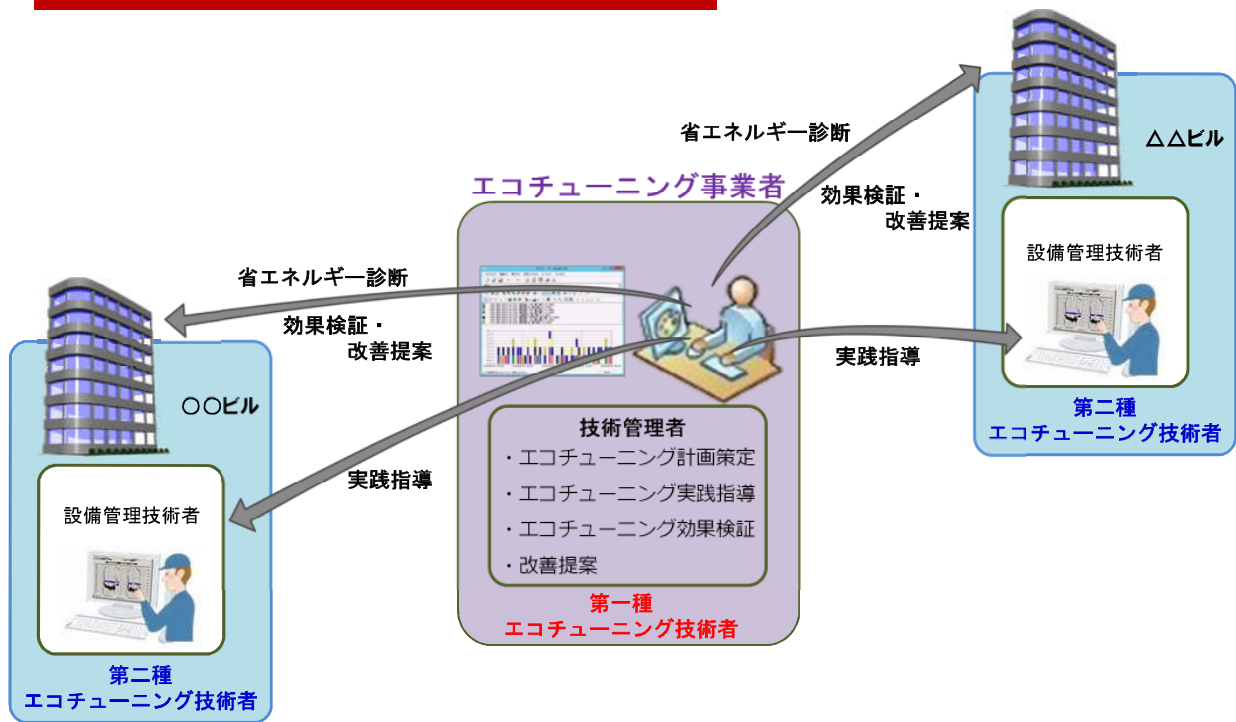 エコチューニング事業者
省エネルギー診断
効果検証・
改善提案
△△ビル
設備管理技術者
実践指導
第二種
エコチューニング技術者
省エネルギー診断
効果検証・
改善提案
○○ビル
実践指導
設備管理技術者
第二種
エコチューニング技術者
技術管理者
・エコチューニング計画策定
・エコチューニング実践指導
・エコチューニング効果検証
・改善提案
第一種
エコチューニング技術者